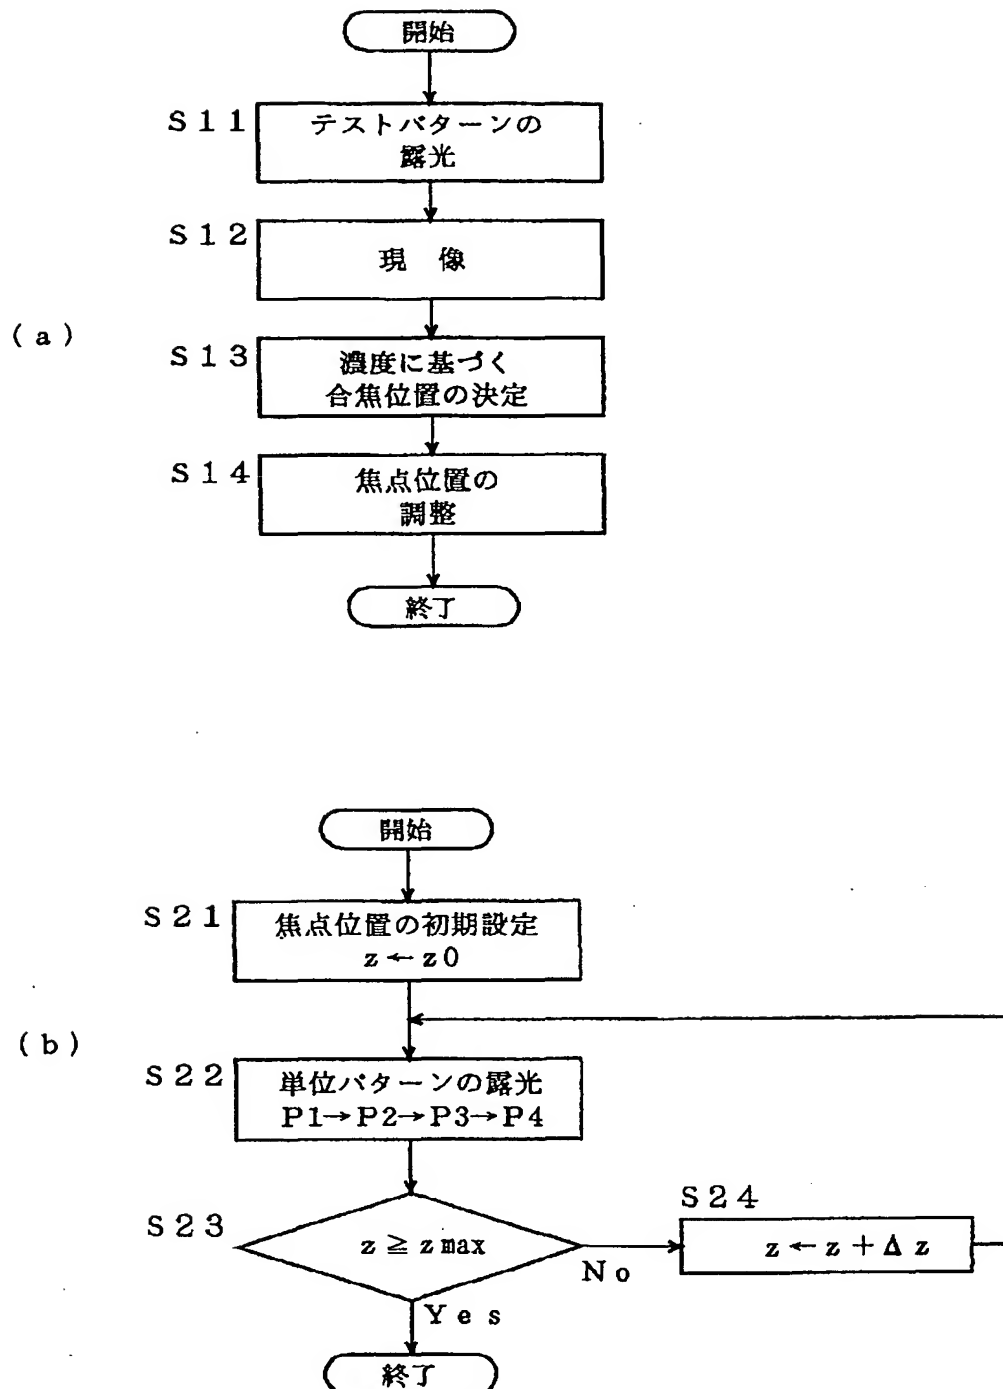 開始
S11
テストパターンの
露光
S12
現 像
(a)
S13
濃度に基づく
合焦位置の決定
S14
焦点位置の
調整
終了
開始
S21
焦点位置の初期設定
z←z0
(b)
S22
単位パターンの露光
P1→P2→P3→P4
S23
z≧zmax
S24
z←z+Δz
No
Yes
終了